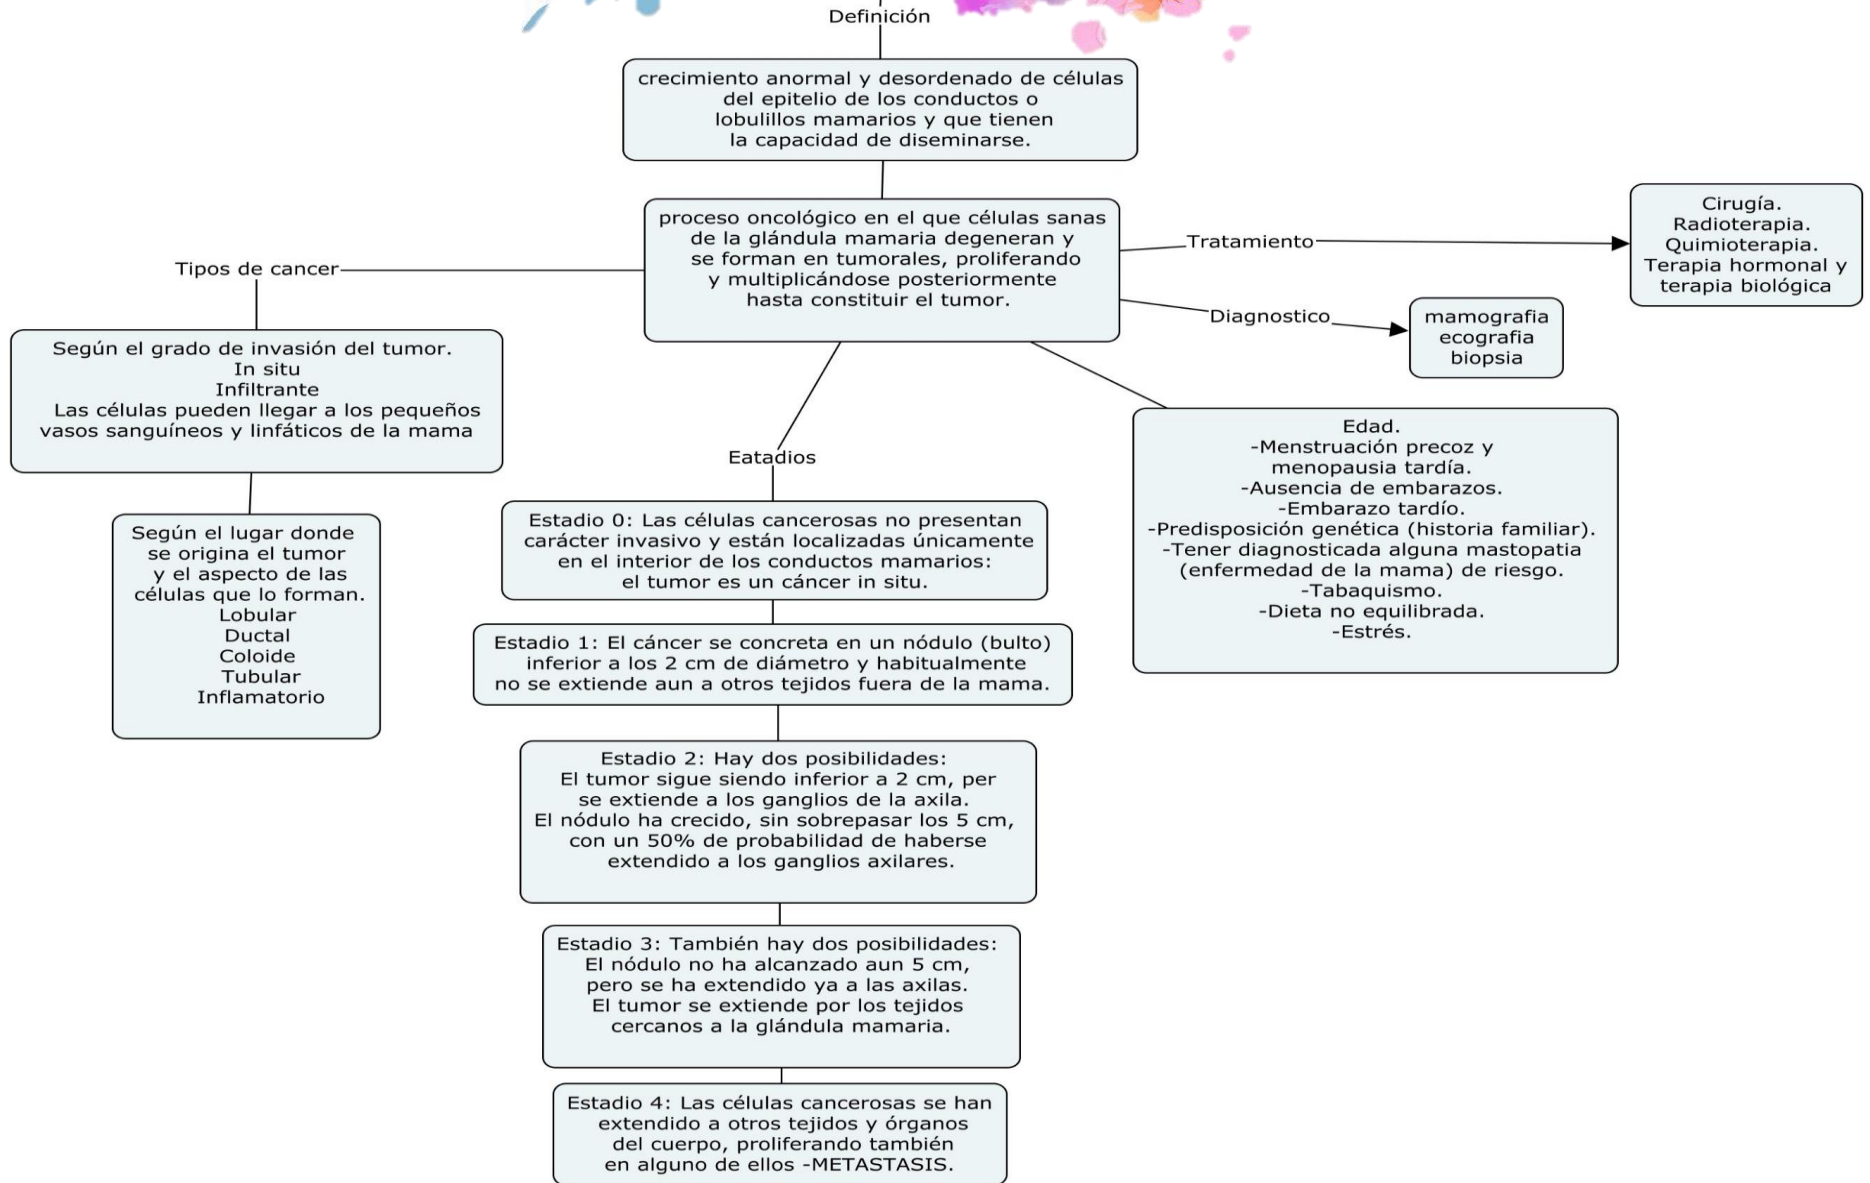 Definición
crecimiento anormal y desordenado de células
del epitelio de los conductos o
lobulillos mamarios y que tienen
la capacidad de diseminarse.
proceso oncológico en el que células sanas
de la glándula mamaria degeneran y
se forman en tumorales, proliferando
y multiplicándose posteriormente
hasta constituir el tumor.
Tratamiento
Cirugía.
Radioterapia.
Quimioterapia.
Terapia hormonal y
terapia biológica
Diagnostico
mamografia
ecografia
biopsia
Tipos de cancer
Según el grado de invasión del tumor.
In situ
Infiltrante
Las células pueden llegar a los pequeños
vasos sanguíneos y linfáticos de la mama
Según el lugar donde
se origina el tumor
y el aspecto de las
células que lo forman.
Lobular
Ductal
Coloide
Tubular
Inflamatorio
Eatadios
Estadio 0: Las células cancerosas no presentan
carácter invasivo y están localizadas únicamente
en el interior de los conductos mamarios:
el tumor es un cáncer in situ.
Estadio 1: El cáncer se concreta en un nódulo (bulto)
inferior a los 2 cm de diámetro y habitualmente
no se extiende aun a otros tejidos fuera de la mama.
Estadio 2: Hay dos posibilidades:
El tumor sigue siendo inferior a 2 cm, per
se extiende a los ganglios de la axila.
El nódulo ha crecido, sin sobrepasar los 5 cm,
con un 50% de probabilidad de haberse
extendido a los ganglios axilares.
Estadio 3: También hay dos posibilidades:
El nódulo no ha alcanzado aun 5 cm,
pero se ha extendido ya a las axilas.
El tumor se extiende por los tejidos
cercanos a la glándula mamaria.
Estadio 4: Las células cancerosas se han
extendido a otros tejidos y órganos
del cuerpo, proliferando también
en alguno de ellos -METASTASIS.
Edad.
-Menstruación precoz y
menopausia tardía.
-Ausencia de embarazos.
-Embarazo tardío.
-Predisposición genética (historia familiar).
-Tener diagnosticada alguna mastopatia
(enfermedad de la mama) de riesgo.
-Tabaquismo.
-Dieta no equilibrada.
-Estrés.